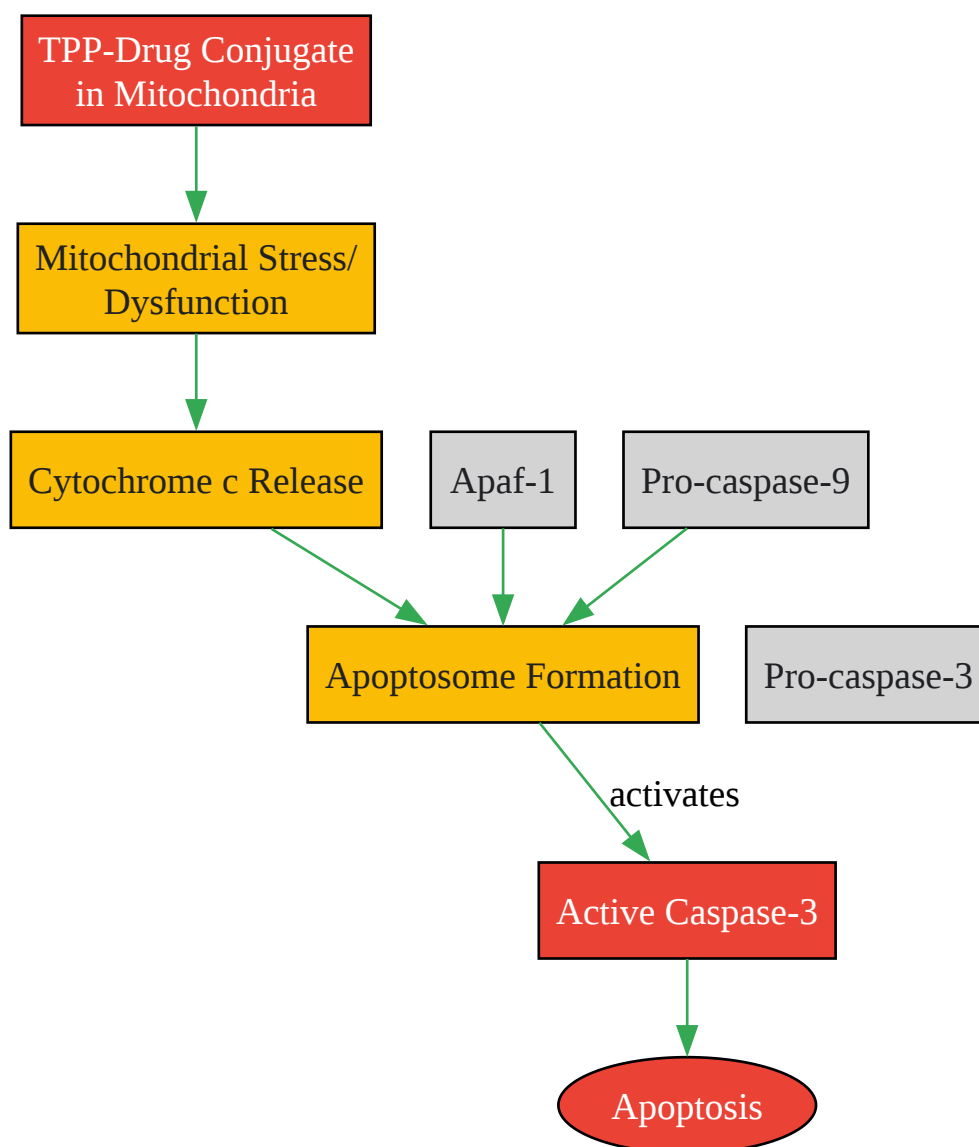 TPP-Drug Conjugate
in Mitochondria
Mitochondrial Stress/
Dysfunction
Cytochrome c Release
Apaf-1
Pro-caspase-9
Apoptosome Formation
Pro-caspase-3
activates
Active Caspase-3
Apoptosis